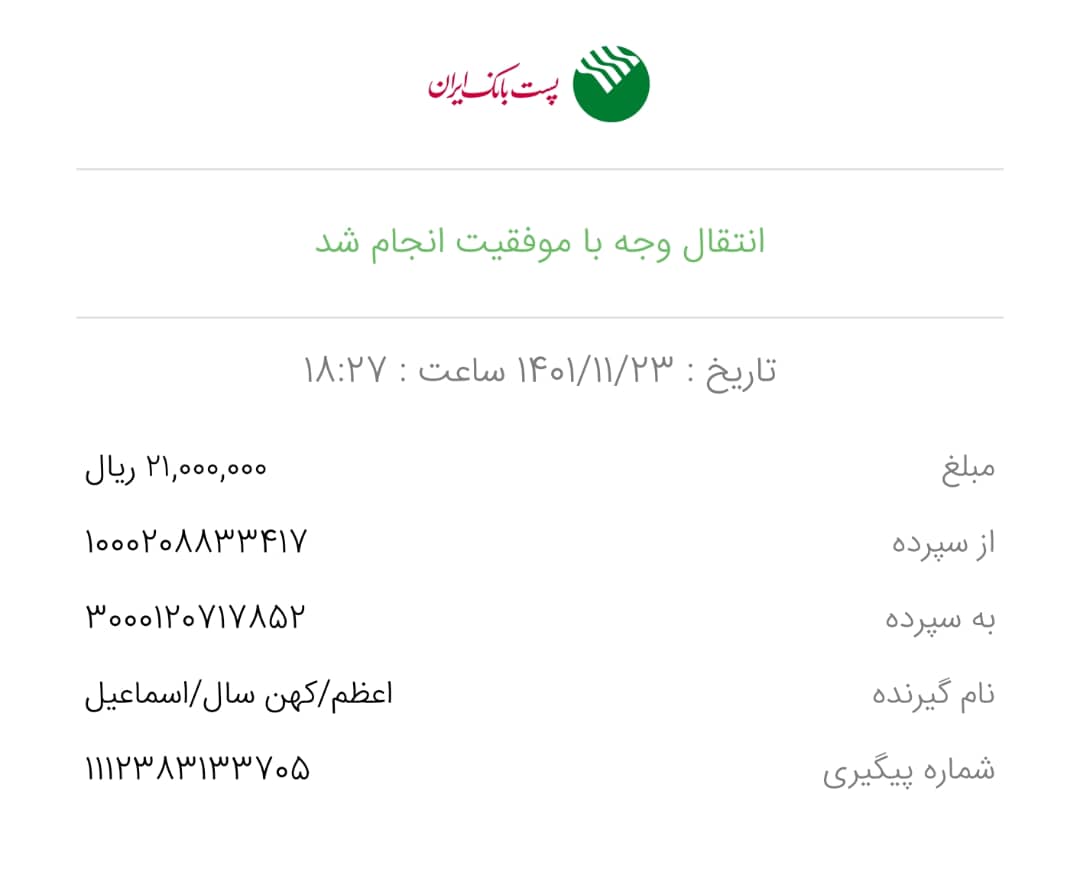 پست بانک ایران
انتقال وجه با موفقیت انجام شد
تاریخ : ۱۴۰۱/۱۱/۲۳ ساعت : ۱۸:۲۷
مبلغ ۲۱,۰۰۰,۰۰۰ ریال
از سپرده ۱۰۰۰۲۰۸۸۳۳۴۱۷
به سپرده ۳۰۰۰۱۲۰۷۱۷۸۵۲
نام گیرنده اعظم/کهن سال/اسماعیل
شماره پیگیری ۱۱۱۲۳۸۳۱۳۳۷۰۵